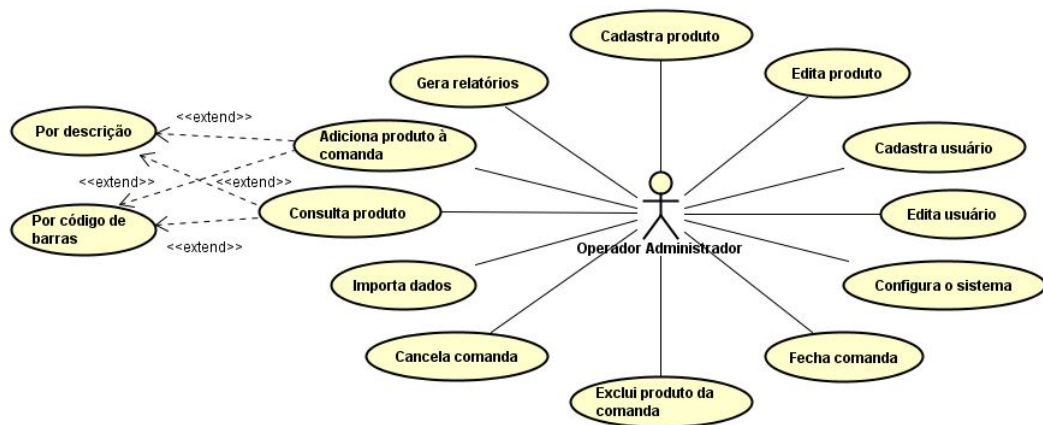 Cadastra produto
Gera relatórios
Edita produto
<<extend>>
Por descrição
Adiciona produto à
comanda
Cadastra usuário
<<extend>>
<<extend>>
Por código de
barras
Consulta produto
Edita usuário
<<extend>>
Operador Administrador
Importa dados
Configura o sistema
Cancela comanda
Fecha comanda
Exclui produto da
comanda